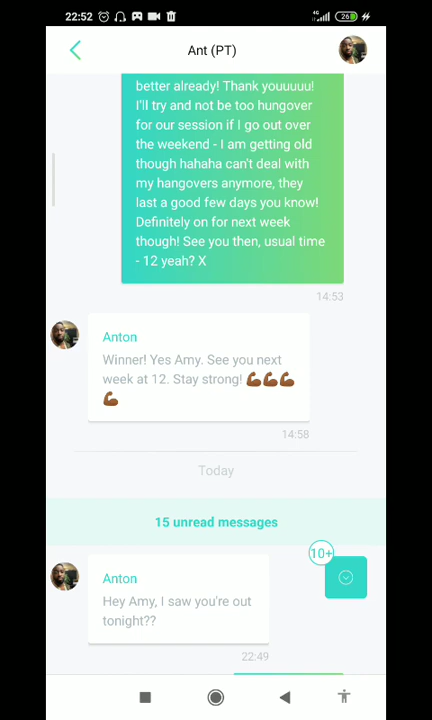 22:52
4G
26
Ant (PT)
better already! Thank youuuuu!
I'll try and not be too hungover
for our session if I go out over
the weekend - I am getting old
though hahaha can't deal with
my hangovers anymore, they
last a good few days you know!
Definitely on for next week
though! See you then, usual time
- 12 yeah? X
14:53
Anton
Winner! Yes Amy. See you next
week at 12. Stay strong! 💪🏾💪🏾💪🏾
💪🏾
14:58
Today
15 unread messages
10+
Anton
Hey Amy, I saw you're out
tonight??
22:49